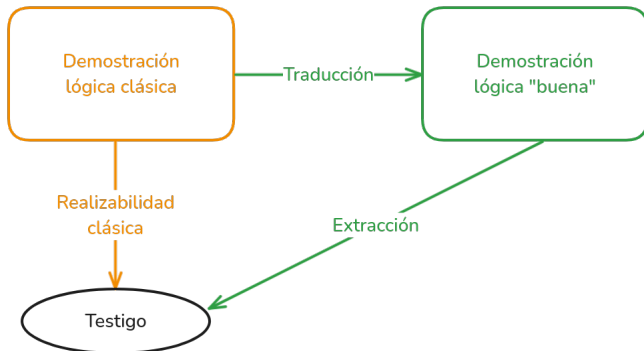 Demostración
lógica clásica
Traducción
Demostración
lógica "buena"
Realizabilidad
clásica
Extracción
Testigo